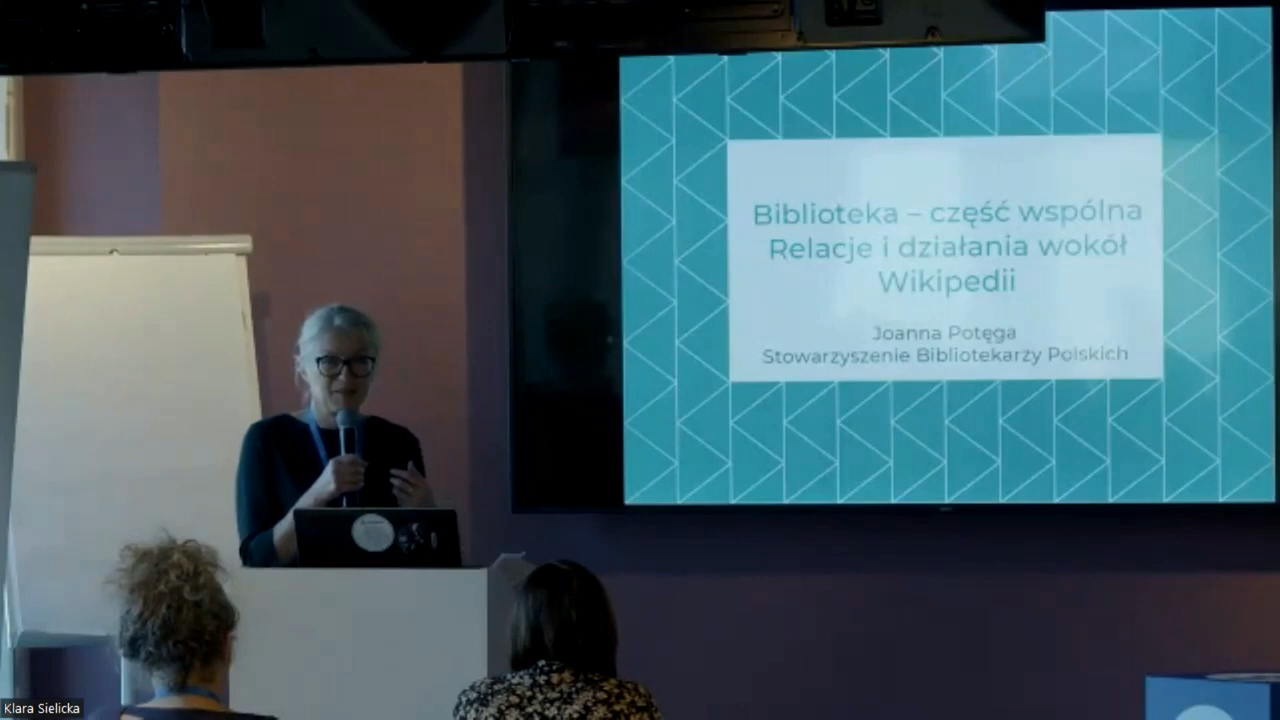 Biblioteka – część wspólna
Relacje i działania wokół
Wikipedii
Joanna Potęga
Stowarzyszenie Bibliotekarzy Polskich
Klara Sielicka